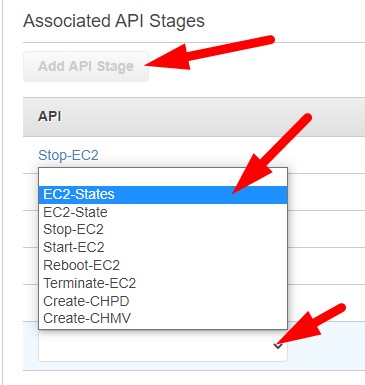 Associated API Stages
Add API Stage
API
Stop-EC2
EC2-States
EC2-State
Stop-EC2
Start-EC2
Reboot-EC2
Terminate-EC2
Create-CHPD
Create-CHMV